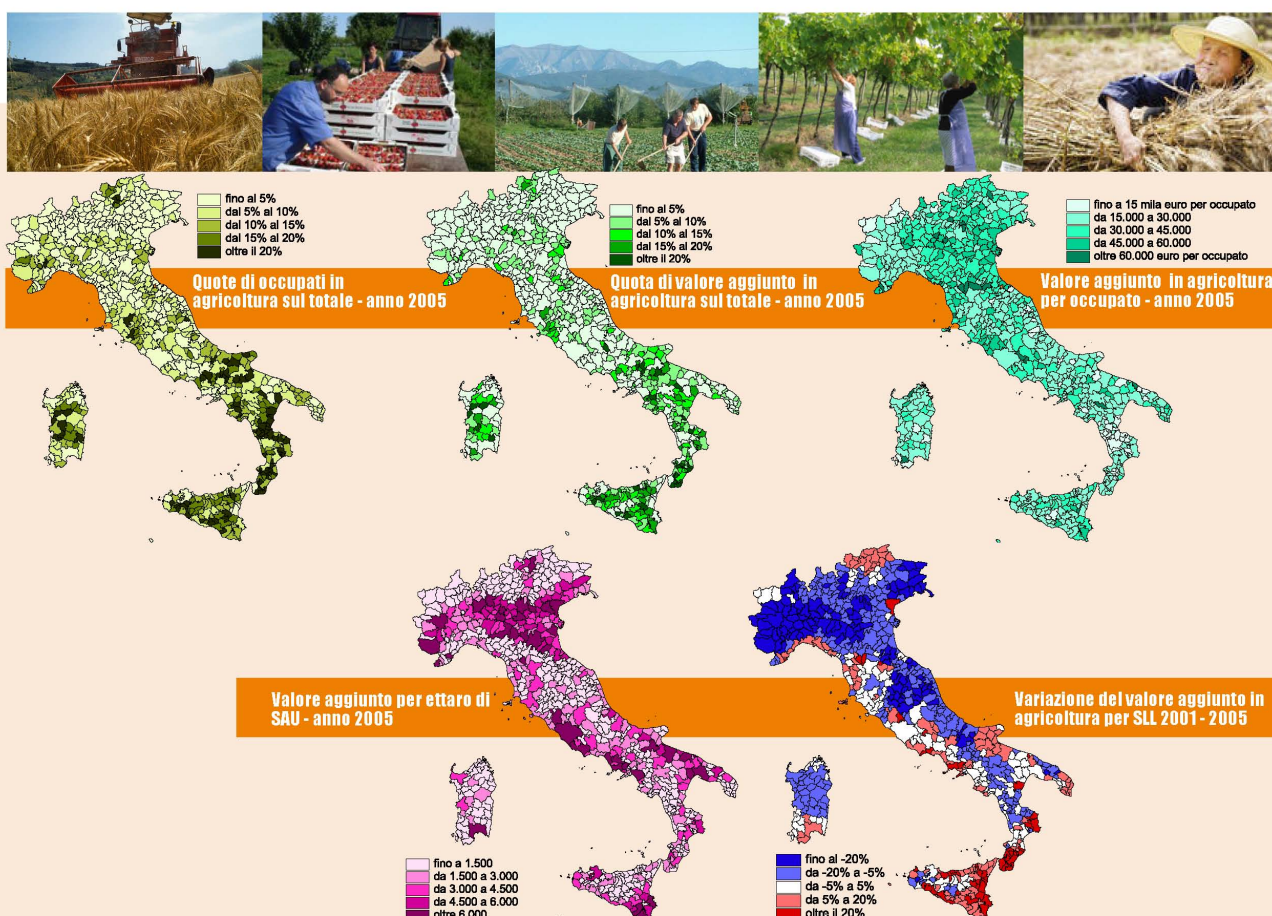 fino al 5%
dal 5% al 10%
dal 10% al 15%
dal 15% al 20%
oltre il 20%
Quote di occupati in
agricoltura sul totale - anno 2005
fino al 5%
dal 5% al 10%
dal 10% al 15%
dal 15% al 20%
oltre il 20%
Quota di valore aggiunto in
agricoltura sul totale - anno 2005
fino a 15 mila euro per occupato
da 15.000 a 30.000
da 30.000 a 45.000
da 45.000 a 60.000
oltre 60.000 euro per occupato
Valore aggiunto in agricoltura
per occupato - anno 2005
Valore aggiunto per ettaro di
SAU - anno 2005
fino a 1.500
da 1.500 a 3.000
da 3.000 a 4.500
da 4.500 a 6.000
oltre 6.000
Variazione del valore aggiunto in
agricoltura per SLL 2001 - 2005
fino al -20%
da -20% a -5%
da -5% a 5%
da 5% a 20%
oltre il 20%